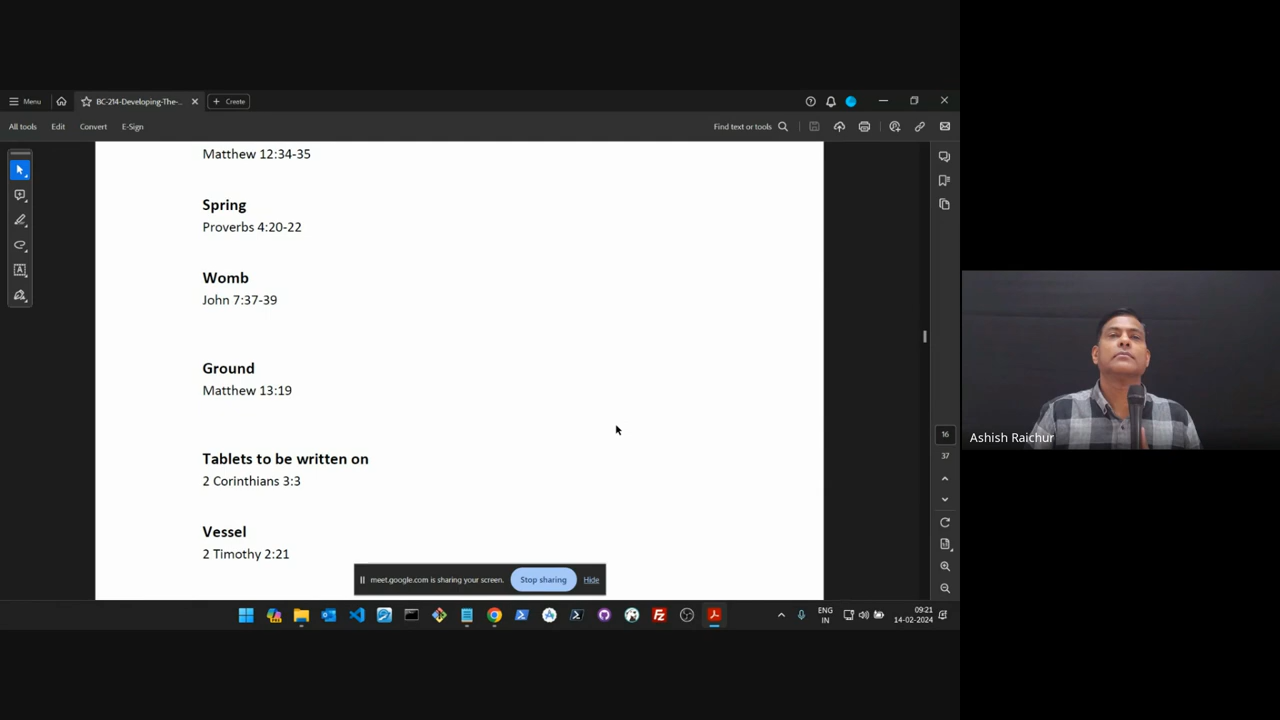 Menu
BC-214-Developing-The-...
Create
All tools
Edit
Convert
E-Sign
Find text or tools
Matthew 12:34-35
Spring
Proverbs 4:20-22
Womb
John 7:37-39
Ground
Matthew 13:19
Tablets to be written on
2 Corinthians 3:3
Vessel
2 Timothy 2:21
16
37
meet.google.com is sharing your screen.
Stop sharing
Hide
ENG
IN
09:21
14-02-2024
Ashish Raichur